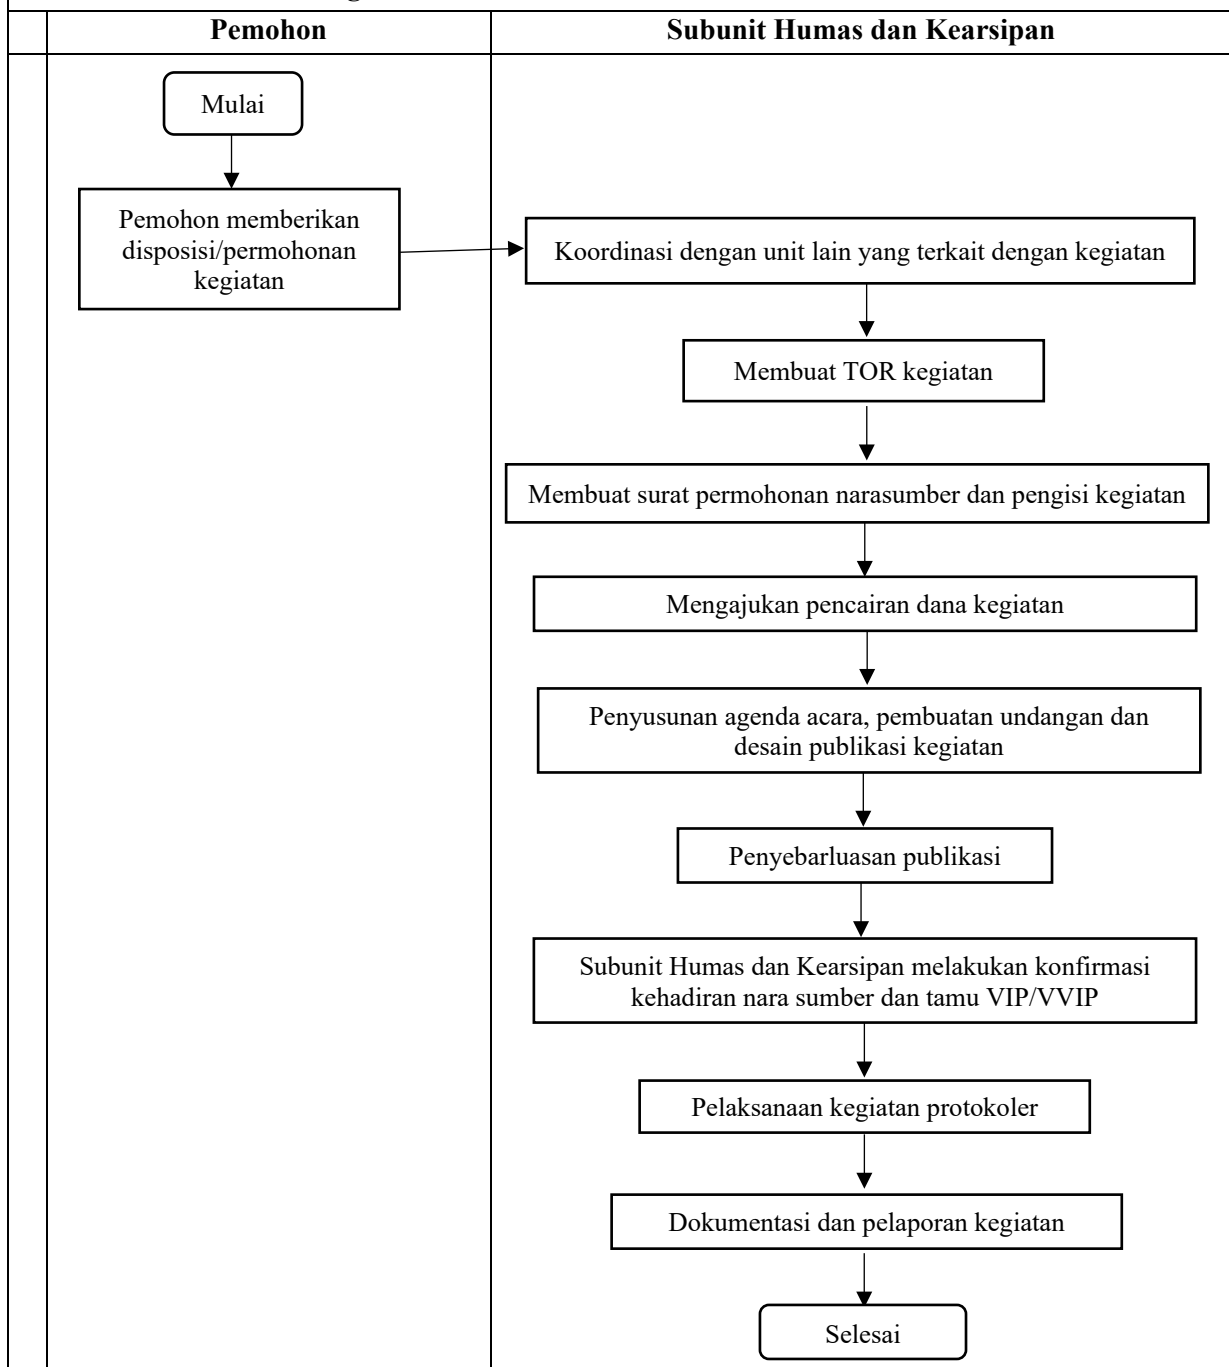 Pemohon
Subunit Humas dan Kearsipan
Mulai
Pemohon memberikan
disposisi/permohonan
kegiatan
Koordinasi dengan unit lain yang terkait dengan kegiatan
Membuat TOR kegiatan
Membuat surat permohonan narasumber dan pengisi kegiatan
Mengajukan pencairan dana kegiatan
Penyusunan agenda acara, pembuatan undangan dan
desain publikasi kegiatan
Penyebarluasan publikasi
Subunit Humas dan Kearsipan melakukan konfirmasi
kehadiran nara sumber dan tamu VIP/VVIP
Pelaksanaan kegiatan protokoler
Dokumentasi dan pelaporan kegiatan
Selesai